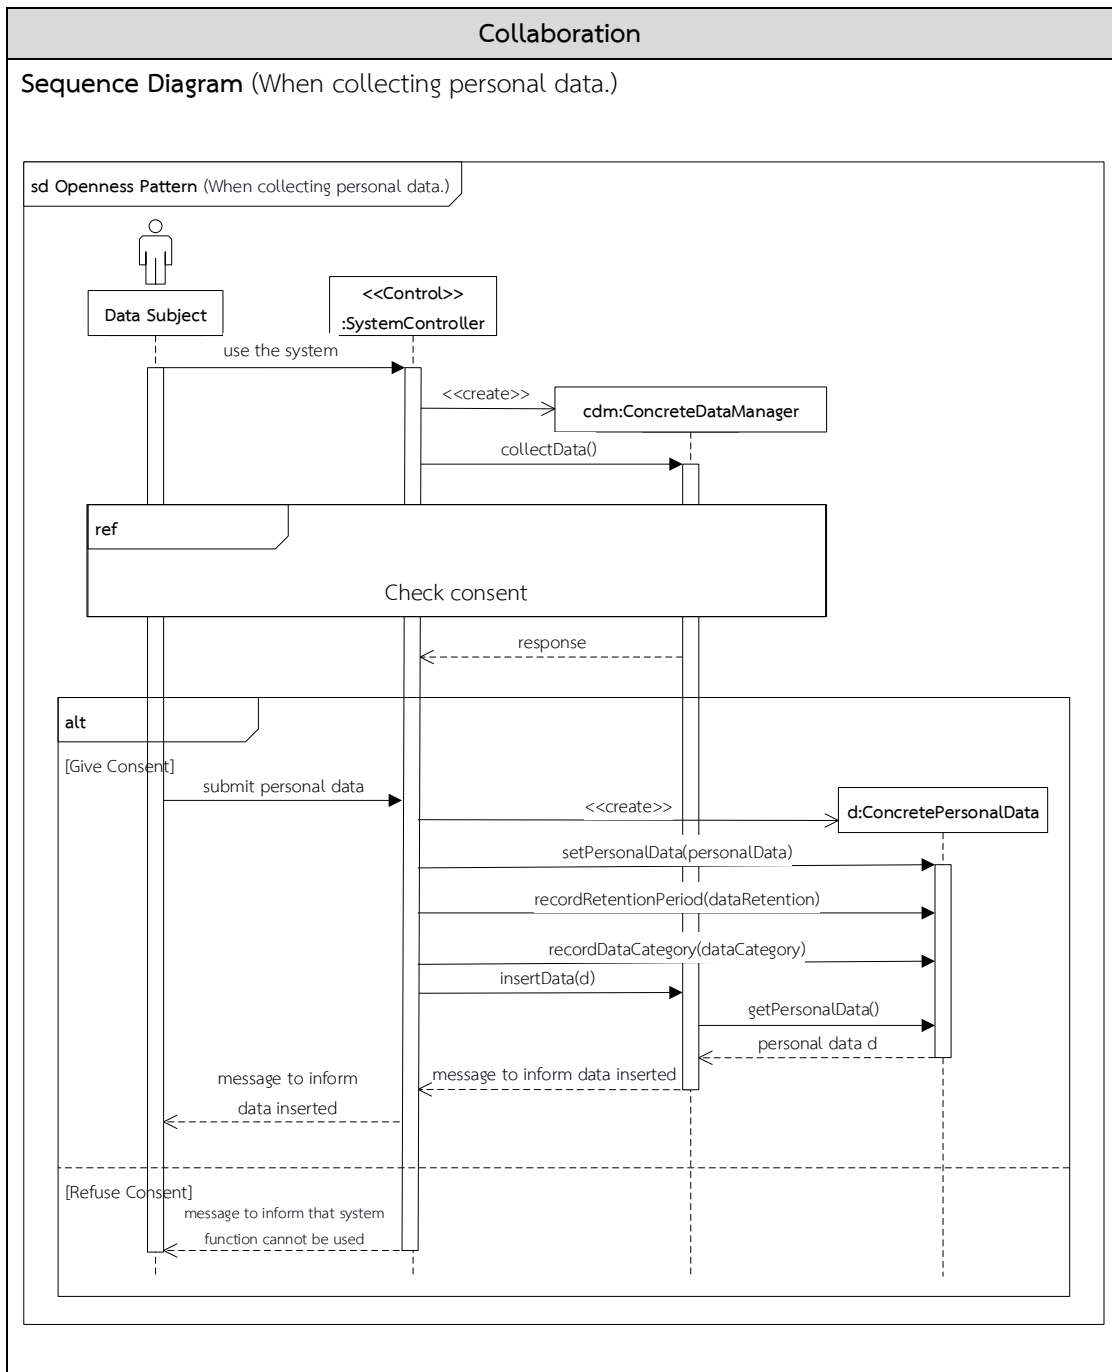 Collaboration
Sequence Diagram (When collecting personal data.)
sd Openness Pattern (When collecting personal data.)
Data Subject
<<Control>>
:SystemController
use the system
<<create>>
cdm:ConcreteDataManager
collectData()
ref
Check consent
response
alt
[Give Consent]
submit personal data
<<create>>
d:ConcretePersonalData
setPersonalData(personalData)
recordRetentionPeriod(dataRetention)
recordDataCategory(dataCategory)
insertData(d)
getPersonalData()
personal data d
message to inform data inserted
message to inform
data inserted
[Refuse Consent]
message to inform that system
function cannot be used